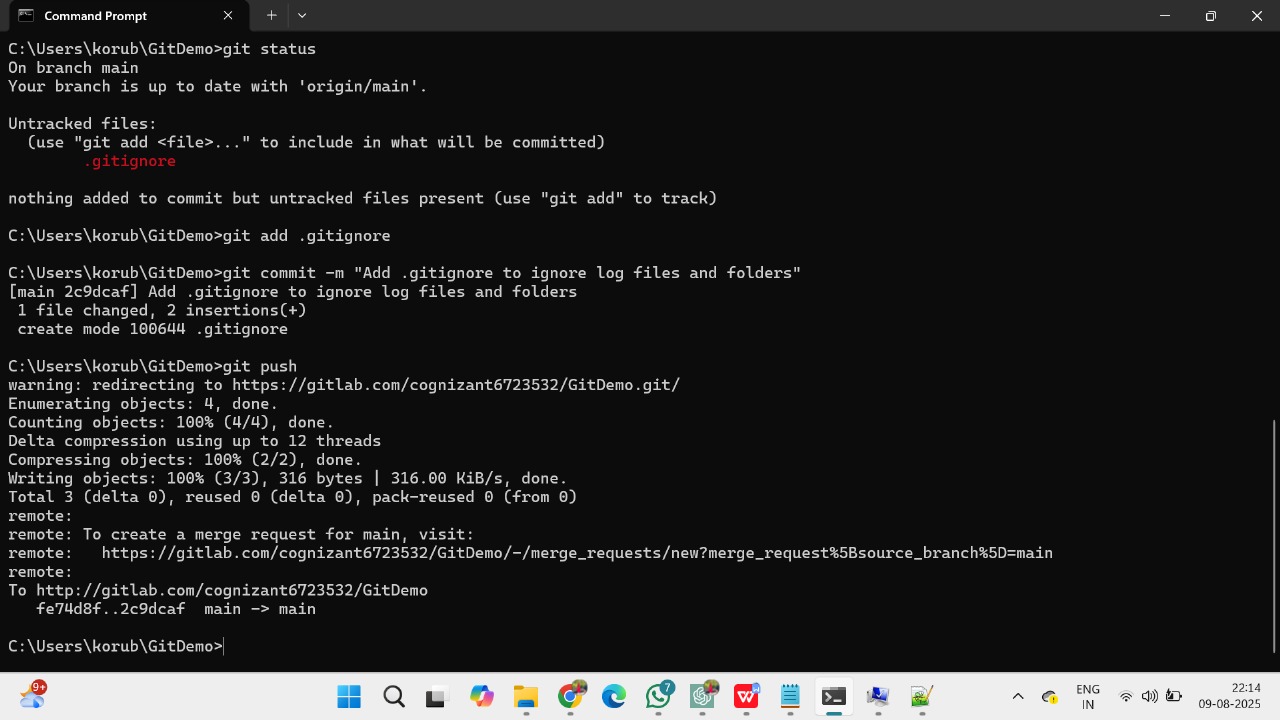 Command Prompt
C:\Users\korub\GitDemo>git status
On branch main
Your branch is up to date with 'origin/main'.
Untracked files:
  (use "git add <file>..." to include in what will be committed)
        .gitignore
nothing added to commit but untracked files present (use "git add" to track)
C:\Users\korub\GitDemo>git add .gitignore
C:\Users\korub\GitDemo>git commit -m "Add .gitignore to ignore log files and folders"
[main 2c9dcaf] Add .gitignore to ignore log files and folders
 1 file changed, 2 insertions(+)
 create mode 100644 .gitignore
C:\Users\korub\GitDemo>git push
warning: redirecting to https://gitlab.com/cognizant6723532/GitDemo.git/
Enumerating objects: 4, done.
Counting objects: 100% (4/4), done.
Delta compression using up to 12 threads
Compressing objects: 100% (2/2), done.
Writing objects: 100% (3/3), 316 bytes | 316.00 KiB/s, done.
Total 3 (delta 0), reused 0 (delta 0), pack-reused 0 (from 0)
remote:
remote: To create a merge request for main, visit:
remote:   https://gitlab.com/cognizant6723532/GitDemo/-/merge_requests/new?merge_request%5Bsource_branch%5D=main
remote:
To http://gitlab.com/cognizant6723532/GitDemo
   fe74d8f..2c9dcaf  main -> main
C:\Users\korub\GitDemo>
9+
7
ENG
IN
22:14
09-08-2025